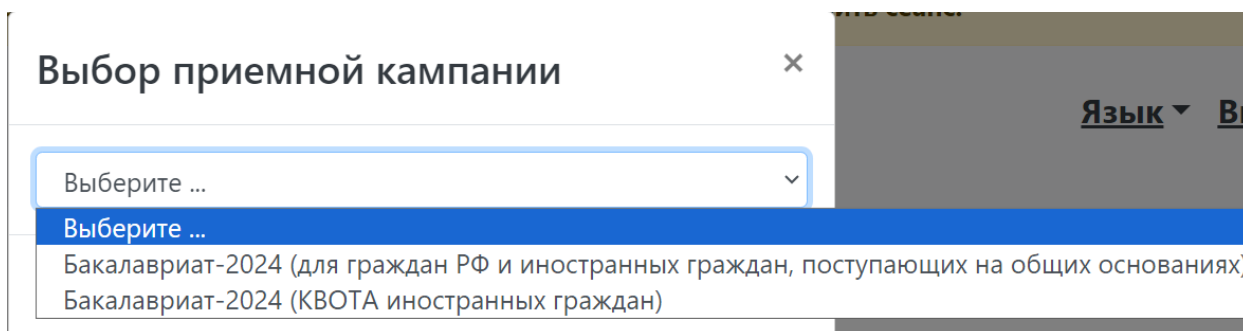 сеанс.
Выбор приемной кампании
×
Язык
Выберите ...
Выберите ...
Бакалавриат-2024 (для граждан РФ и иностранных граждан, поступающих на общих основаниях)
Бакалавриат-2024 (КВОТА иностранных граждан)